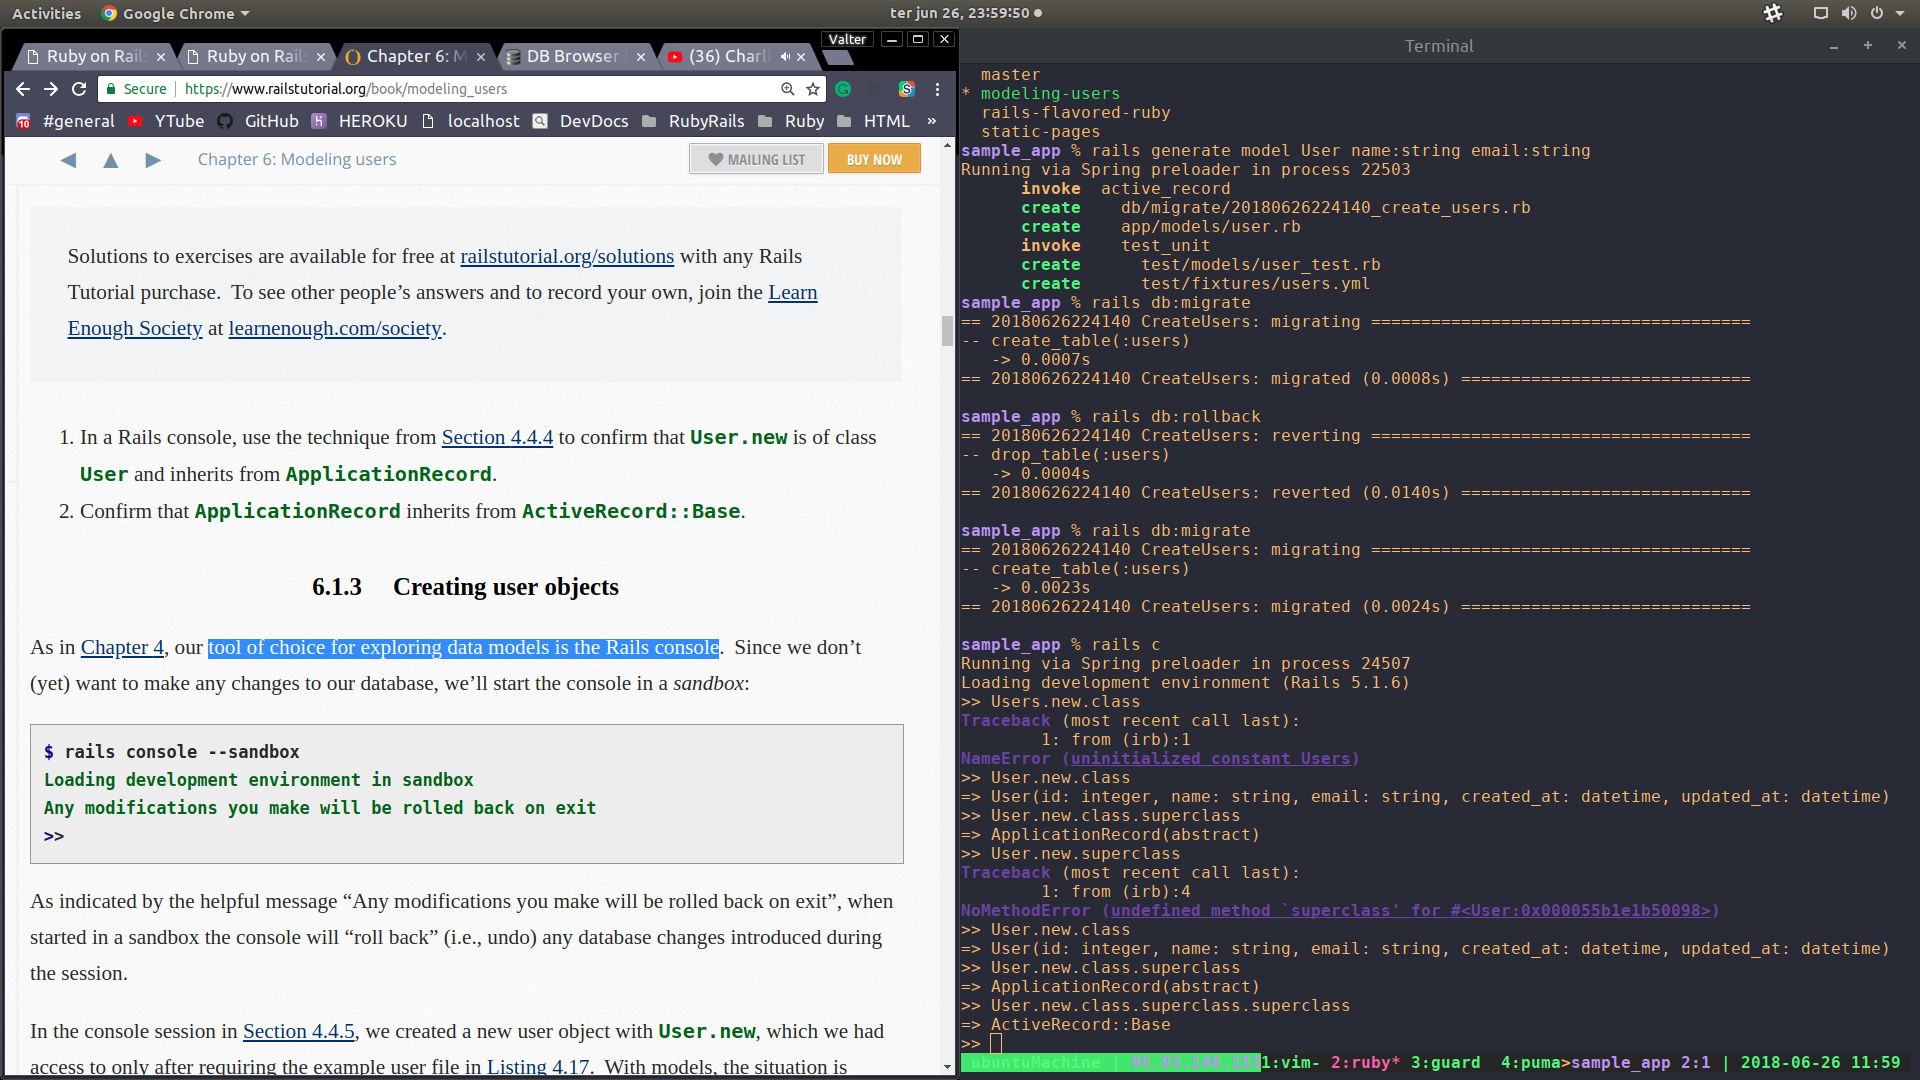 Activities Google Chrome ter jun 26, 23:59:50
Valter
Ruby on Rail Ruby on Rail Chapter 6: M DB Browser (36) Charli
Secure https://www.railstutorial.org/book/modeling_users
#general YTube GitHub HEROKU localhost DevDocs RubyRails Ruby HTML »
Chapter 6: Modeling users MAILING LIST BUY NOW
Solutions to exercises are available for free at railstutorial.org/solutions with any Rails
Tutorial purchase. To see other people’s answers and to record your own, join the Learn
Enough Society at learnenough.com/society.
1. In a Rails console, use the technique from Section 4.4.4 to confirm that User.new is of class
User and inherits from ApplicationRecord.
2. Confirm that ApplicationRecord inherits from ActiveRecord::Base.
6.1.3 Creating user objects
As in Chapter 4, our tool of choice for exploring data models is the Rails console. Since we don’t
(yet) want to make any changes to our database, we’ll start the console in a sandbox:
$ rails console --sandbox
Loading development environment in sandbox
Any modifications you make will be rolled back on exit
>>
As indicated by the helpful message “Any modifications you make will be rolled back on exit”, when
started in a sandbox the console will “roll back” (i.e., undo) any database changes introduced during
the session.
In the console session in Section 4.4.5, we created a new user object with User.new, which we had
access to only after requiring the example user file in Listing 4.17. With models, the situation is
Terminal
master
* modeling-users
rails-flavored-ruby
static-pages
sample_app % rails generate model User name:string email:string
Running via Spring preloader in process 22503
invoke active_record
create db/migrate/20180626224140_create_users.rb
create app/models/user.rb
invoke test_unit
create test/models/user_test.rb
create test/fixtures/users.yml
sample_app % rails db:migrate
== 20180626224140 CreateUsers: migrating ======================================
-- create_table(:users)
-> 0.0007s
== 20180626224140 CreateUsers: migrated (0.0008s) =============================
sample_app % rails db:rollback
== 20180626224140 CreateUsers: reverting ======================================
-- drop_table(:users)
-> 0.0004s
== 20180626224140 CreateUsers: reverted (0.0140s) =============================
sample_app % rails db:migrate
== 20180626224140 CreateUsers: migrating ======================================
-- create_table(:users)
-> 0.0023s
== 20180626224140 CreateUsers: migrated (0.0024s) =============================
sample_app % rails c
Running via Spring preloader in process 24507
Loading development environment (Rails 5.1.6)
>> Users.new.class
Traceback (most recent call last):
1: from (irb):1
NameError (uninitialized constant Users)
>> User.new.class
=> User(id: integer, name: string, email: string, created_at: datetime, updated_at: datetime)
>> User.new.class.superclass
=> ApplicationRecord(abstract)
>> User.new.superclass
Traceback (most recent call last):
1: from (irb):4
NoMethodError (undefined method `superclass' for #<User:0x000055b1e1b50098>)
>> User.new.class
=> User(id: integer, name: string, email: string, created_at: datetime, updated_at: datetime)
>> User.new.class.superclass
=> ApplicationRecord(abstract)
>> User.new.class.superclass.superclass
=> ActiveRecord::Base
>>
ubuntuMachine | 95.93.148.152 1:vim- 2:ruby* 3:guard 4:puma>sample_app 2:1 | 2018-06-26 11:59